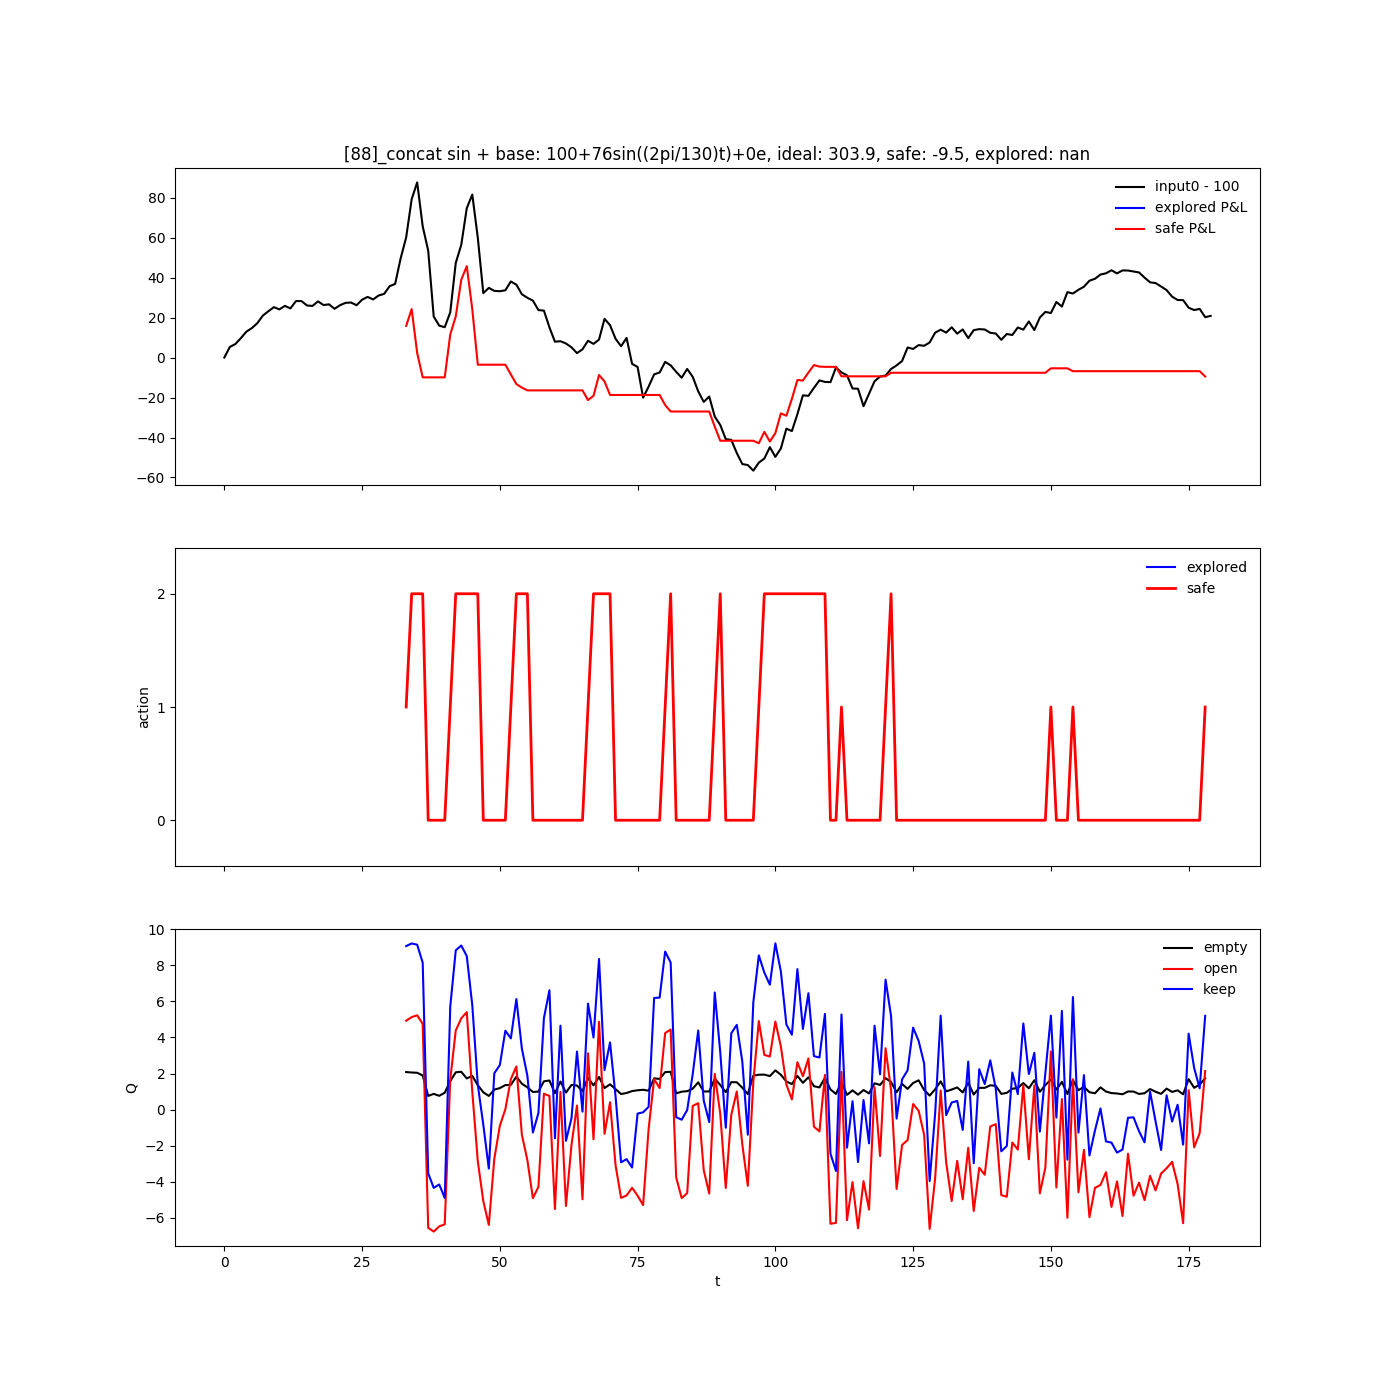 [88]_concat sin + base: 100+76sin((2pi/130)t)+0e, ideal: 303.9, safe: -9.5, explored: nan
80
60
40
20
0
−20
−40
−60
input0 - 100
explored P&L
safe P&L
action
2
1
0
explored
safe
Q
10
8
6
4
2
0
−2
−4
−6
empty
open
keep
0 25 50 75 100 125 150 175
t